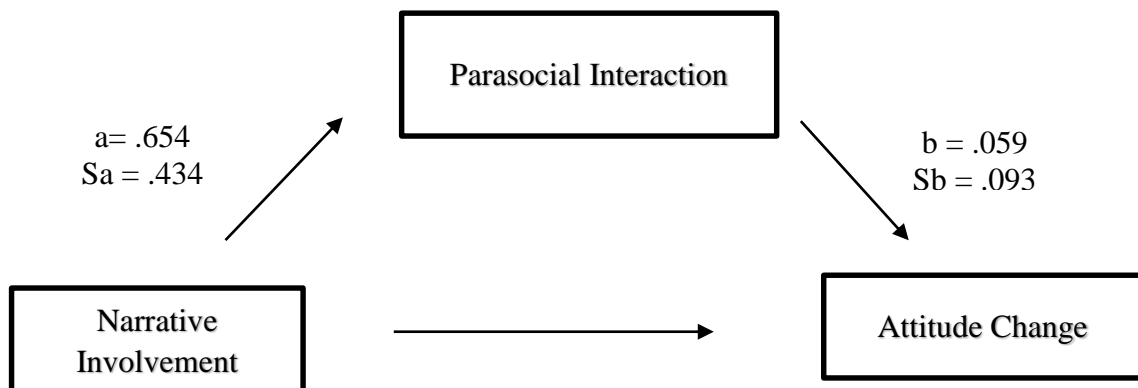 Parasocial Interaction
a= .654
Sa = .434
b = .059
Sb = .093
Narrative
Involvement
Attitude Change